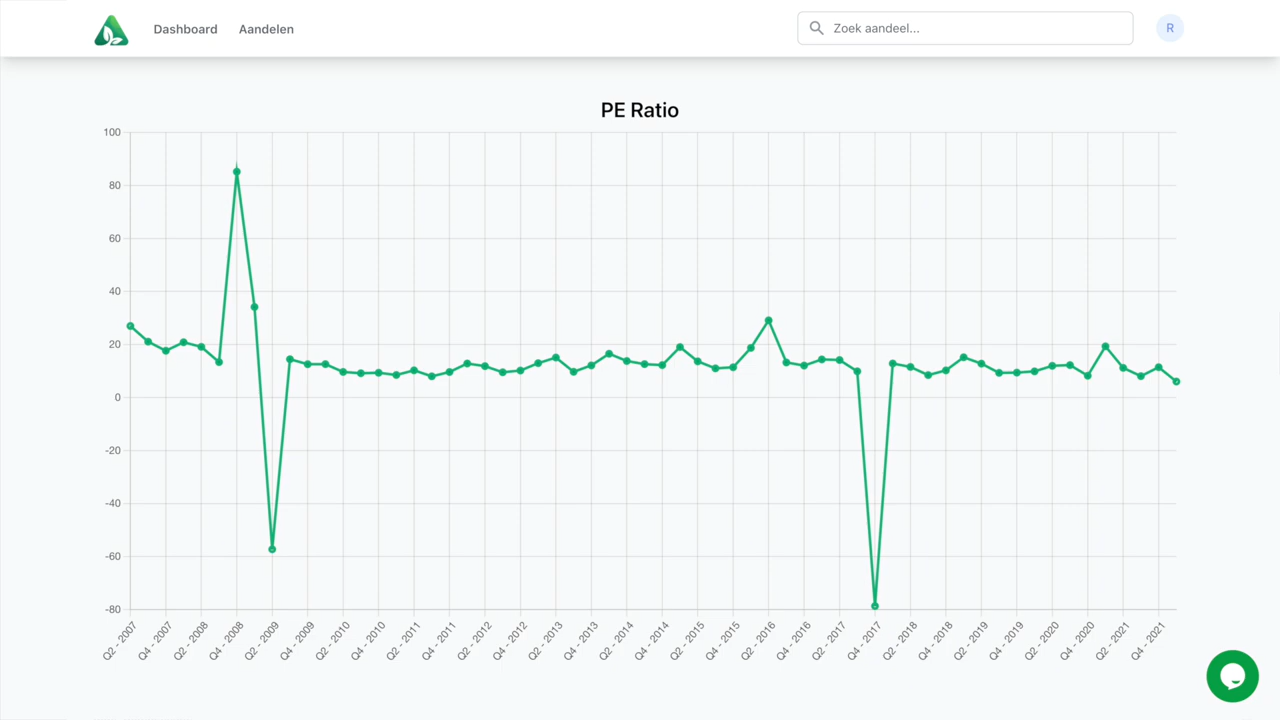 Dashboard
Aandelen
Zoek aandeel...
R
PE Ratio
100
80
60
40
20
0
-20
-40
-60
-80
Q2 - 2007
Q4 - 2007
Q2 - 2008
Q4 - 2008
Q2 - 2009
Q4 - 2009
Q2 - 2010
Q4 - 2010
Q2 - 2011
Q4 - 2011
Q2 - 2012
Q4 - 2012
Q2 - 2013
Q4 - 2013
Q2 - 2014
Q4 - 2014
Q2 - 2015
Q4 - 2015
Q2 - 2016
Q4 - 2016
Q2 - 2017
Q4 - 2017
Q2 - 2018
Q4 - 2018
Q2 - 2019
Q4 - 2019
Q2 - 2020
Q4 - 2020
Q2 - 2021
Q4 - 2021